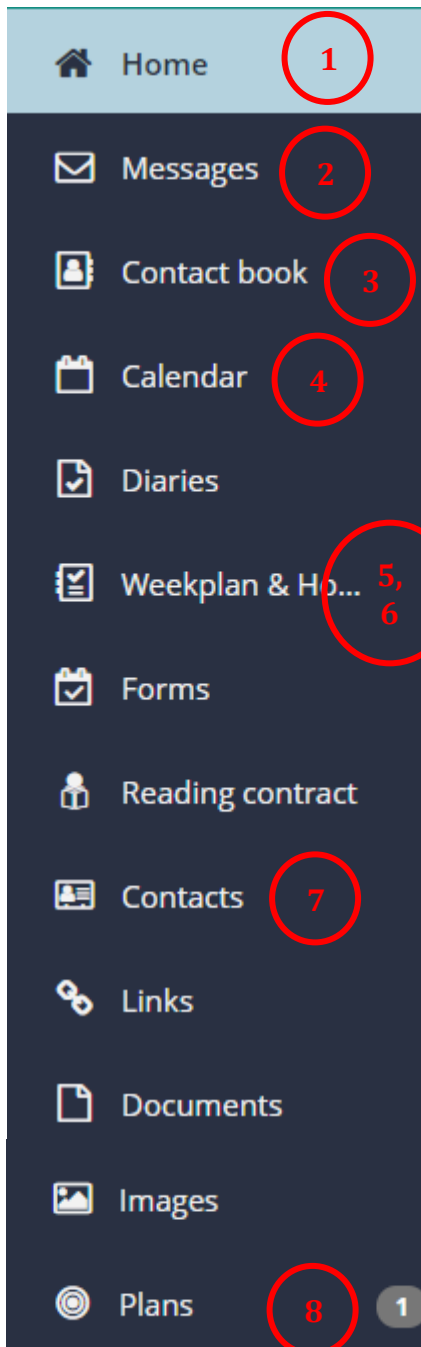 Home 1
Messages 2
Contact book 3
Calendar 4
Diaries
Weekplan & Ho... 5,
6
Forms
Reading contract
Contacts 7
Links
Documents
Images
Plans 8 1